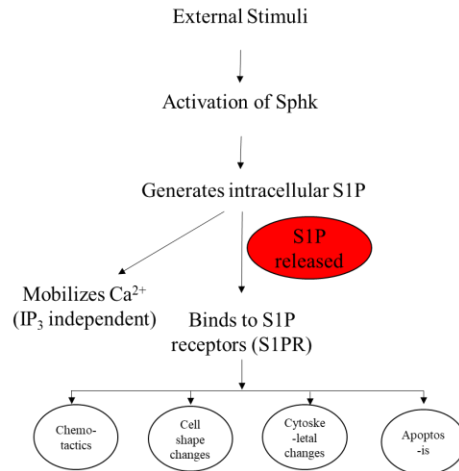 External Stimuli
Activation of Sphk
Generates intracellular S1P
S1P
released
Mobilizes Ca²⁺
(IP₃ independent)
Binds to S1P
receptors (S1PR)
Chemo-
tactics
Cell
shape
changes
Cytoske
-letal
changes
Apoptos
-is